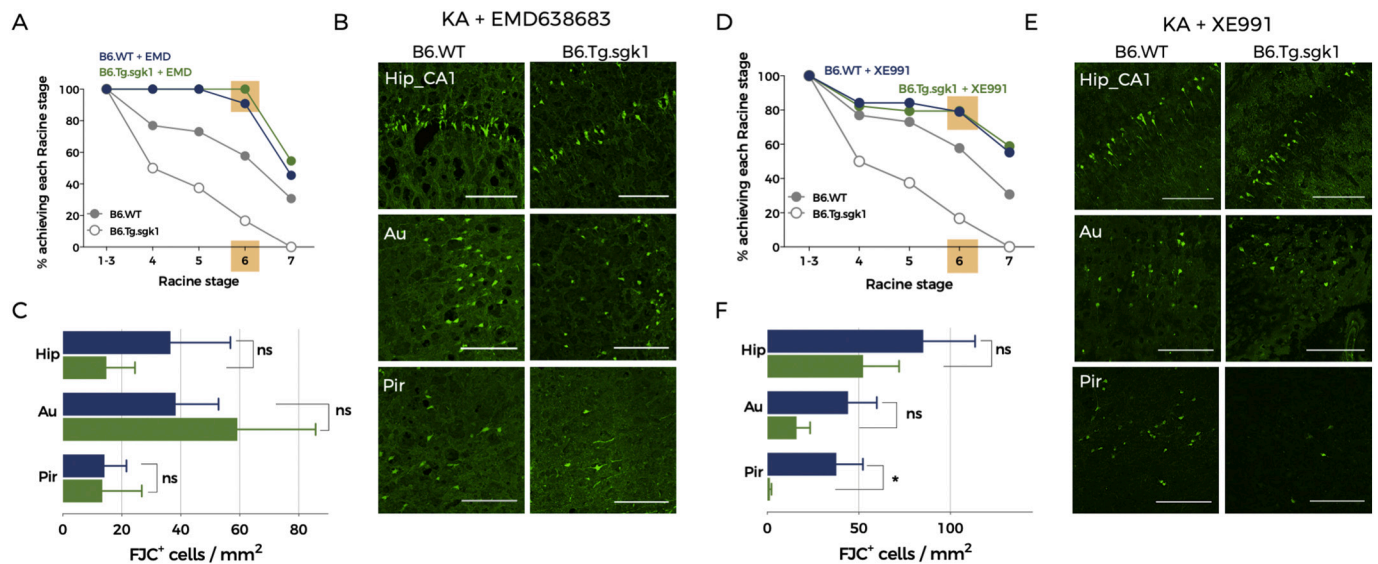 A
B6.WT + EMD
B6.Tg.sgk1 + EMD
% achieving each Racine stage
100
80
60
40
20
0
B6.WT
B6.Tg.sgk1
1-3 4 5 6 7
Racine stage
B
KA + EMD638683
B6.WT B6.Tg.sgk1
Hip_CA1
Au
Pir
C
Hip
Au
Pir
ns
ns
ns
0 20 40 60 80
FJC⁺ cells / mm²
D
B6.WT + XE991
B6.Tg.sgk1 + XE991
% achieving each Racine stage
100
80
60
40
20
0
B6.WT
B6.Tg.sgk1
1-3 4 5 6 7
Racine stage
E
KA + XE991
B6.WT B6.Tg.sgk1
Hip_CA1
Au
Pir
F
Hip
Au
Pir
ns
ns
*
0 50 100
FJC⁺ cells / mm²